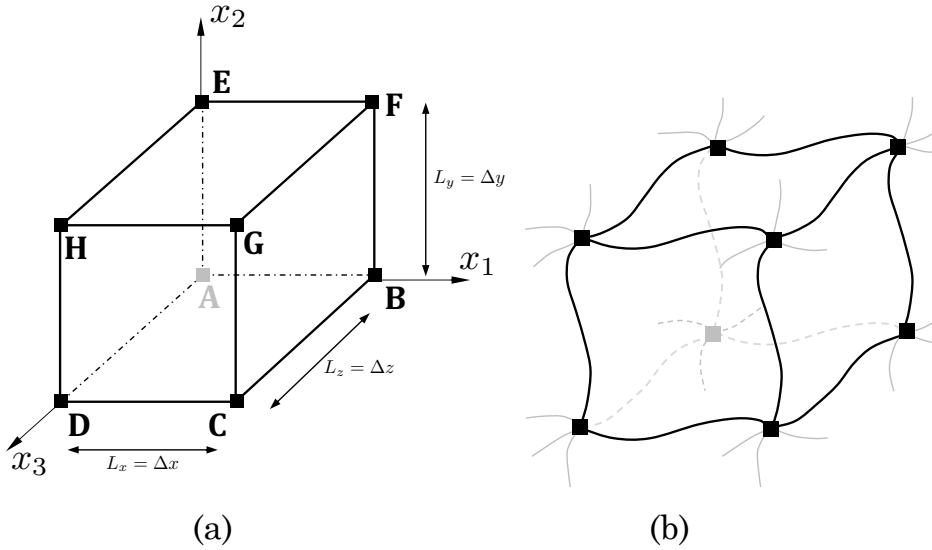 x₂
E
F
L_y = Δy
H
G
A
x₁
B
L_z = Δz
D
C
x₃
L_x = Δx
(a)
(b)